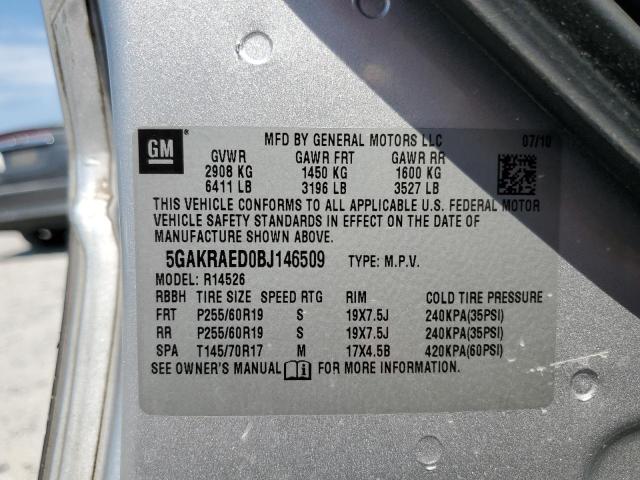 GM ® MFD BY GENERAL MOTORS LLC 07/10
GVWR GAWR FRT GAWR RR
2908 KG 1450 KG 1600 KG
6411 LB 3196 LB 3527 LB
THIS VEHICLE CONFORMS TO ALL APPLICABLE U.S. FEDERAL MOTOR
VEHICLE SAFETY STANDARDS IN EFFECT ON THE DATE OF
MANUFACTURE SHOWN ABOVE.
5GAKRAED0BJ146509 TYPE: M.P.V.
MODEL: R14526
RBBH TIRE SIZE SPEED RTG RIM COLD TIRE PRESSURE
FRT P255/60R19 S 19X7.5J 240KPA(35PSI)
RR P255/60R19 S 19X7.5J 240KPA(35PSI)
SPA T145/70R17 M 17X4.5B 420KPA(60PSI)
SEE OWNER'S MANUAL FOR MORE INFORMATION.